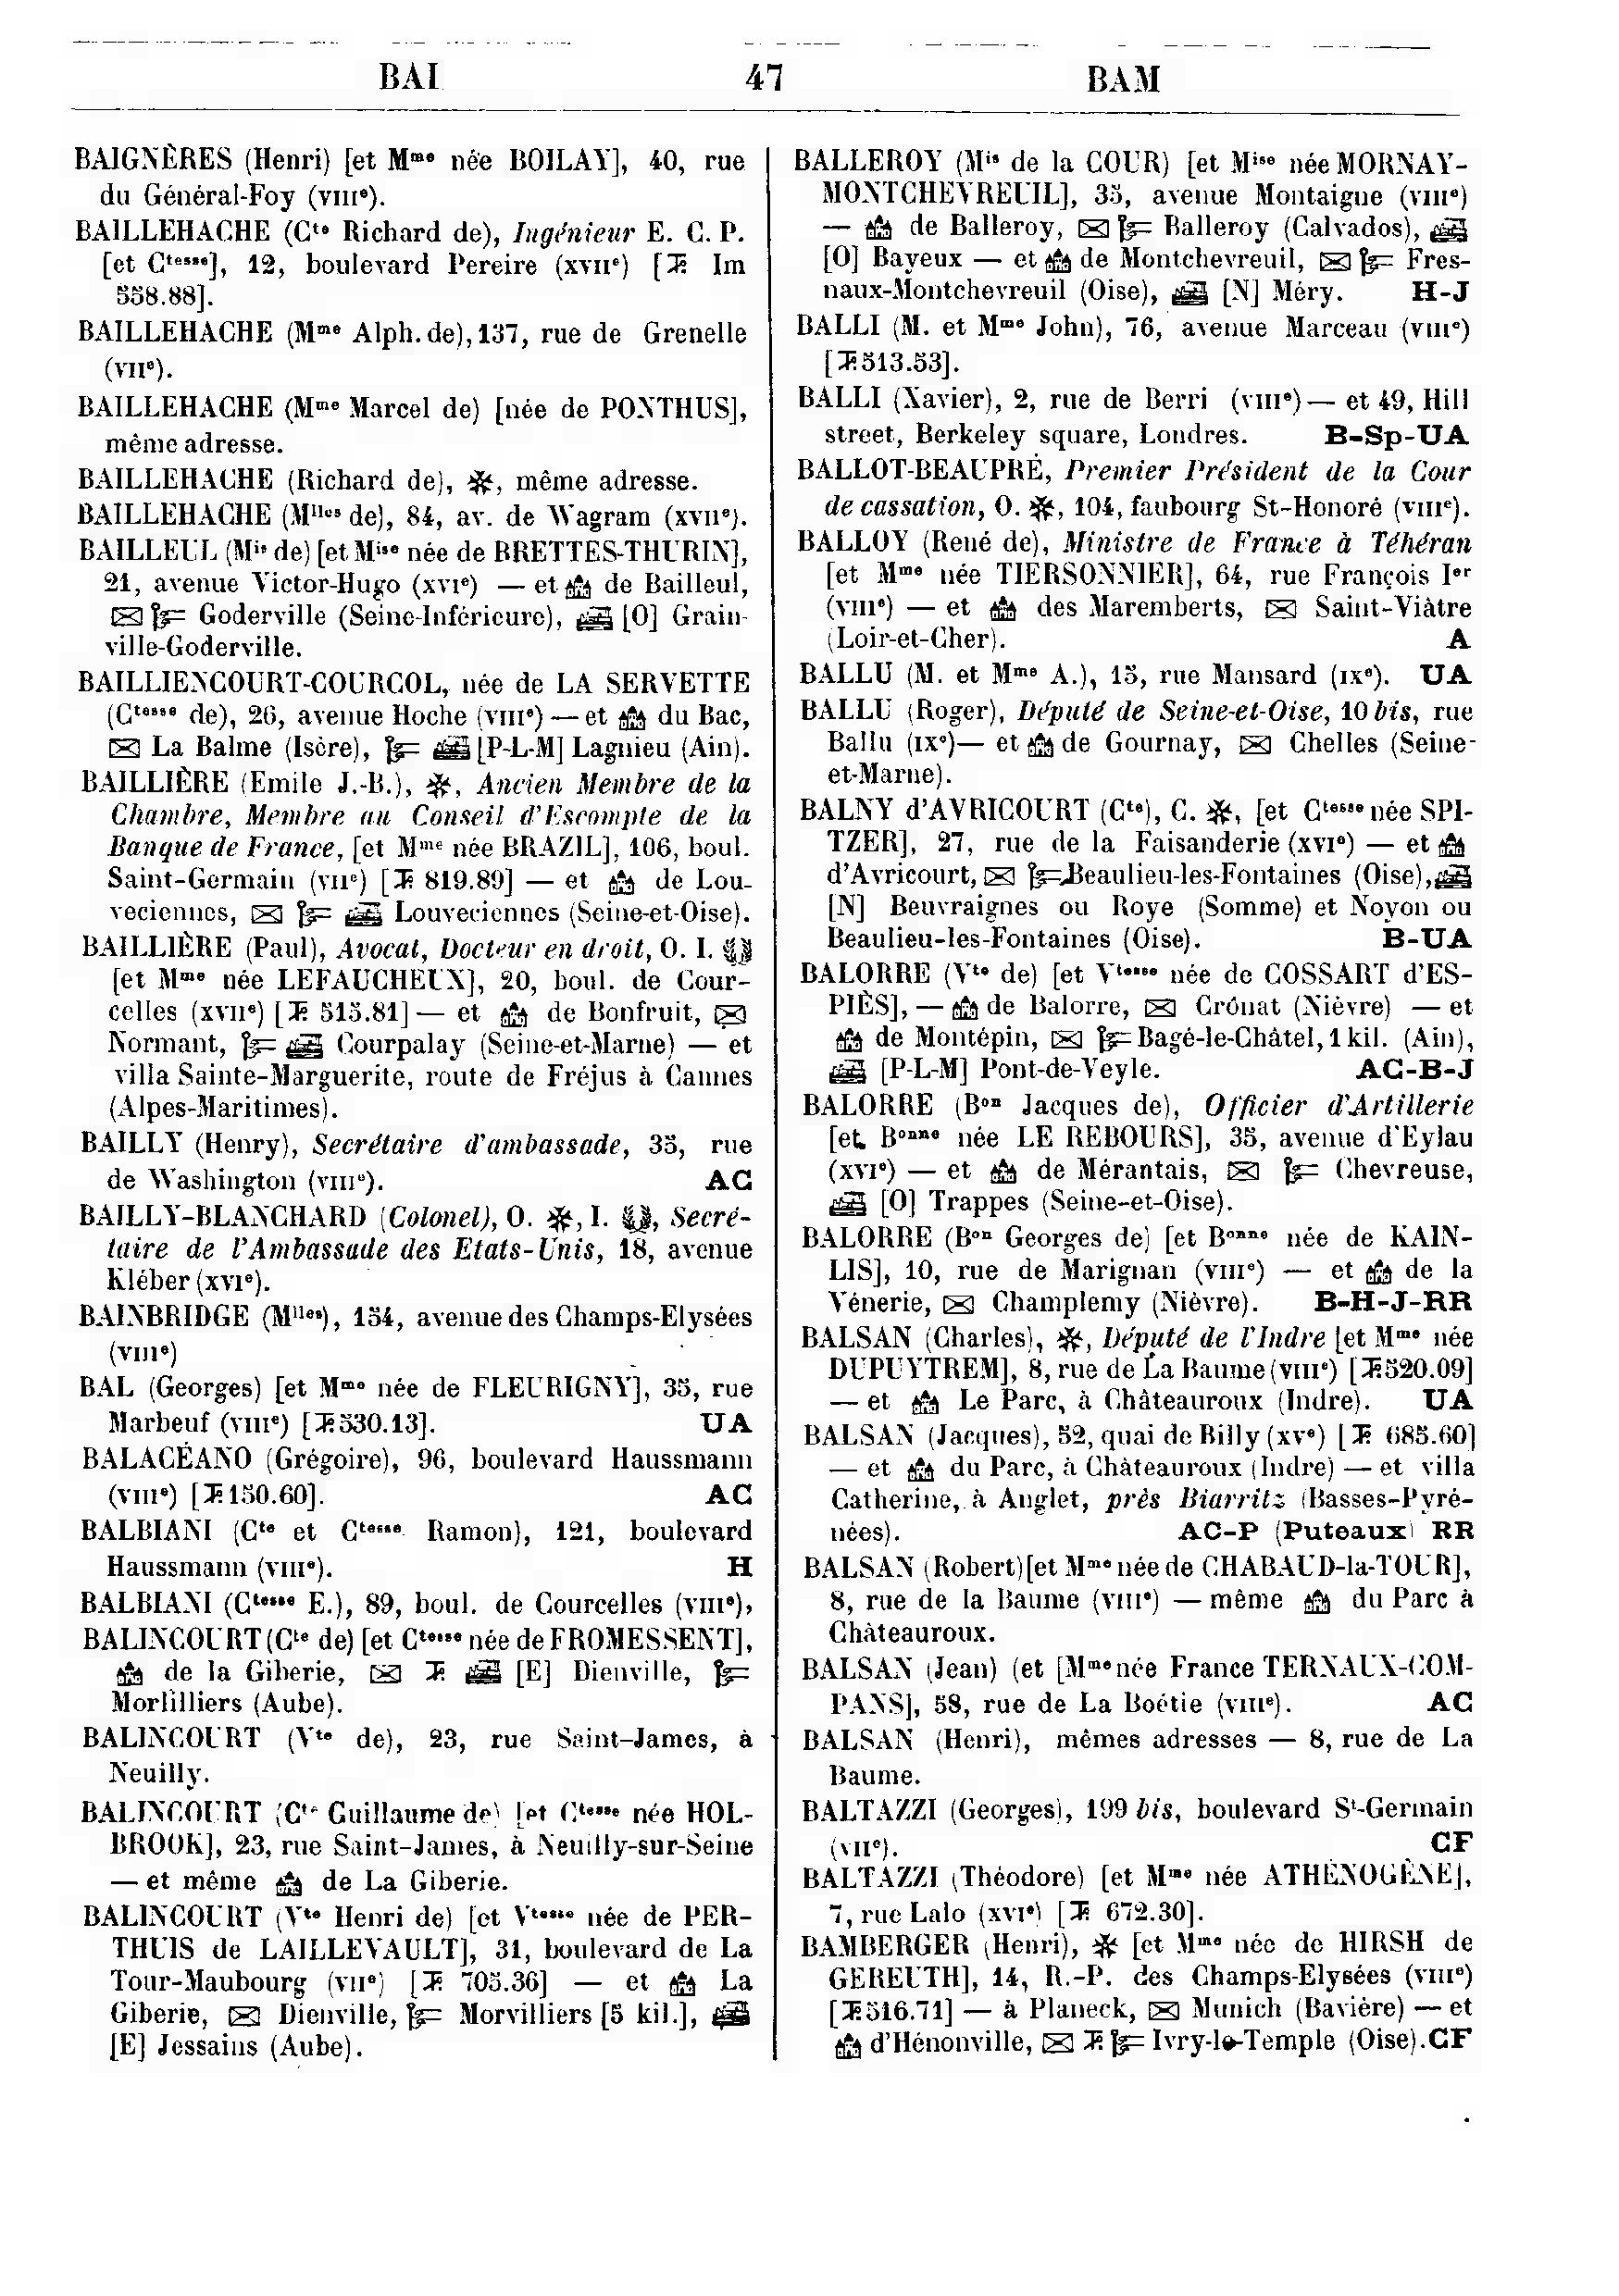 BAI 47 BAM
BAIGNÈRES (Henri) [et Mme née BOILAY], 40, rue
du Général-Foy (VIIIe).
BAILLEHACHE (Cte Richard de), Ingénieur E. C. P.
[et Ctesse], 12, boulevard Pereire (XVIIe) [T. Im
558.88].
BAILLEHACHE (Mme Alph. de), 137, rue de Grenelle
(VIIe).
BAILLEHACHE (Mme Marcel de) [née de PONTHUS],
même adresse.
BAILLEHACHE (Richard de), ✻, même adresse.
BAILLEHACHE (Mlles de), 84, av. de Wagram (XVIIe).
BAILLEUL (Mis de) [et Mise née de BRETTES-THURIN],
21, avenue Victor-Hugo (XVIe) — et de Bailleul,
Goderville (Seine-Inférieure), [O] Grain-
ville-Goderville.
BAILLIENCOURT-COURCOL, née de LA SERVETTE
(Ctesse de), 26, avenue Hoche (VIIIe) — et du Bac,
La Balme (Isère), [P-L-M] Lagnieu (Ain).
BAILLIÈRE (Emile J.-B.), ✻, Ancien Membre de la
Chambre, Membre au Conseil d'Escompte de la
Banque de France, [et Mme née BRAZIL], 106, boul.
Saint-Germain (VIIe) [T. 819.89] — et de Lou-
veciennes, Louveciennes (Seine-et-Oise).
BAILLIÈRE (Paul), Avocat, Docteur en droit, O. I.
[et Mme née LEFAUCHEUX], 20, boul. de Cour-
celles (XVIIe) [T. 515.81] — et de Bonfruit,
Normant, Courpalay (Seine-et-Marne) — et
villa Sainte-Marguerite, route de Fréjus à Cannes
(Alpes-Maritimes).
BAILLY (Henry), Secrétaire d'ambassade, 35, rue
de Washington (VIIIe). AC
BAILLY-BLANCHARD (Colonel), O. ✻, I. , Secré-
taire de l'Ambassade des Etats-Unis, 18, avenue
Kléber (XVIe).
BAINBRIDGE (Mlles), 154, avenue des Champs-Elysées
(VIIIe)
BAL (Georges) [et Mme née de FLEURIGNY], 35, rue
Marbeuf (VIIIe) [T. 530.13]. UA
BALACÉANO (Grégoire), 96, boulevard Haussmann
(VIIIe) [T. 150.60]. AC
BALBIANI (Cte et Ctesse Ramon), 121, boulevard
Haussmann (VIIIe). H
BALBIANI (Ctesse E.), 89, boul. de Courcelles (VIIIe),
BALINCOURT (Cte de) [et Ctesse née de FROMESSENT],
de la Giberie, T. [E] Dienville,
Morlilliers (Aube).
BALINCOURT (Vte de), 23, rue Saint-James, à
Neuilly.
BALINCOURT (Cte Guillaume de) [et Ctesse née HOL-
BROOK], 23, rue Saint-James, à Neuilly-sur-Seine
— et même de La Giberie.
BALINCOURT (Vte Henri de) [et Vtesse née de PER-
THUIS de LAILLEVAULT], 31, boulevard de La
Tour-Maubourg (VIIe) [T. 705.36] — et La
Giberie, Dienville, Morvilliers [5 kil.],
[E] Jessains (Aube).
BALLEROY (Mis de la COUR) [et Mise née MORNAY-
MONTCHEVREUIL], 35, avenue Montaigne (VIIIe)
— de Balleroy, Balleroy (Calvados),
[O] Bayeux — et de Montchevreuil, Fres-
naux-Montchevreuil (Oise), [N] Méry. H-J
BALLI (M. et Mme John), 76, avenue Marceau (VIIIe)
[T. 513.53].
BALLI (Xavier), 2, rue de Berri (VIIIe) — et 49, Hill
street, Berkeley square, Londres. B-Sp-UA
BALLOT-BEAUPRÉ, Premier Président de la Cour
de cassation, O. ✻, 104, faubourg St-Honoré (VIIIe).
BALLOY (René de), Ministre de France à Téhéran
[et Mme née TIERSONNIER], 64, rue François Ier
(VIIIe) — et des Maremberts, Saint-Viâtre
(Loir-et-Cher). A
BALLU (M. et Mme A.), 15, rue Mansard (IXe). UA
BALLU (Roger), Député de Seine-et-Oise, 10 bis, rue
Ballu (IXe) — et de Gournay, Chelles (Seine-
et-Marne).
BALNY d'AVRICOURT (Cte), C. ✻, [et Ctesse née SPI-
TZER], 27, rue de la Faisanderie (XVIe) — et
d'Avricourt, Beaulieu-les-Fontaines (Oise),
[N] Beuvraignes ou Roye (Somme) et Noyon ou
Beaulieu-les-Fontaines (Oise). B-UA
BALORRE (Vte de) [et Vtesse née de COSSART d'ES-
PIÈS], — de Balorre, Crônat (Nièvre) — et
de Montépin, Bagé-le-Châtel, 1 kil. (Ain),
[P-L-M] Pont-de-Veyle. AC-B-J
BALORRE (Bon Jacques de), Officier d'Artillerie
[et Bonne née LE REBOURS], 35, avenue d'Eylau
(XVIe) — et de Mérantais, Chevreuse,
[O] Trappes (Seine-et-Oise).
BALORRE (Bon Georges de) [et Bonne née de KAIN-
LIS], 10, rue de Marignan (VIIIe) — et de la
Vénerie, Champlemy (Nièvre). B-H-J-RR
BALSAN (Charles), ✻, Député de l'Indre [et Mme née
DUPUYTREM], 8, rue de La Baume (VIIIe) [T. 520.09]
— et Le Parc, à Châteauroux (Indre). UA
BALSAN (Jacques), 52, quai de Billy (XVe) [T. 685.60]
— et du Parc, à Châteauroux (Indre) — et villa
Catherine, à Anglet, près Biarritz (Basses-Pyré-
nées). AC-P (Puteaux) RR
BALSAN (Robert) [et Mme née de CHABAUD-la-TOUR],
8, rue de la Baume (VIIIe) — même du Parc à
Châteauroux.
BALSAN (Jean) (et [Mme née France TERNAUX-COM-
PANS], 58, rue de La Boétie (VIIIe). AC
BALSAN (Henri), mêmes adresses — 8, rue de La
Baume.
BALTAZZI (Georges), 199 bis, boulevard St-Germain
(VIIe). CF
BALTAZZI (Théodore) [et Mme née ATHÉNOGÈNE],
7, rue Lalo (XVIe) [T. 672.30].
BAMBERGER (Henri), ✻ [et Mme née de HIRSH de
GEREUTH], 14, R.-P. des Champs-Elysées (VIIIe)
[T. 516.71] — à Planeck, Munich (Bavière) — et
d'Hénonville, T. Ivry-le-Temple (Oise). CF